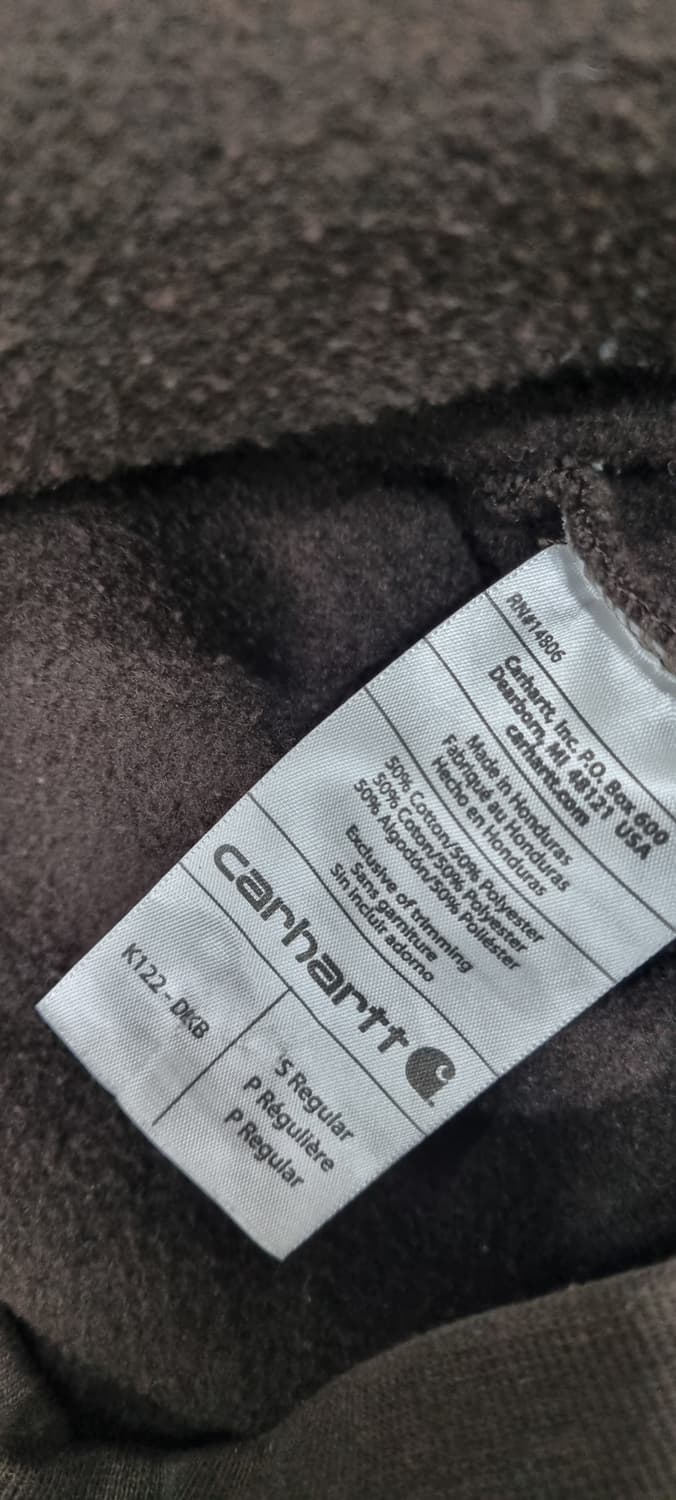 RN#14806
Carhartt, Inc. P.O. Box 600
Dearborn, MI 48121 USA
carhartt.com
Made in Honduras
Fabriqué au Honduras
Hecho en Honduras
50% Cotton/50% Polyester
50% Coton/50% Polyester
50% Algodón/50% Poliéster
Exclusive of trimming
Sans garniture
Sin incluir adorno
carhartt
K122 - DKB
S Regular
P Régulière
P Regular